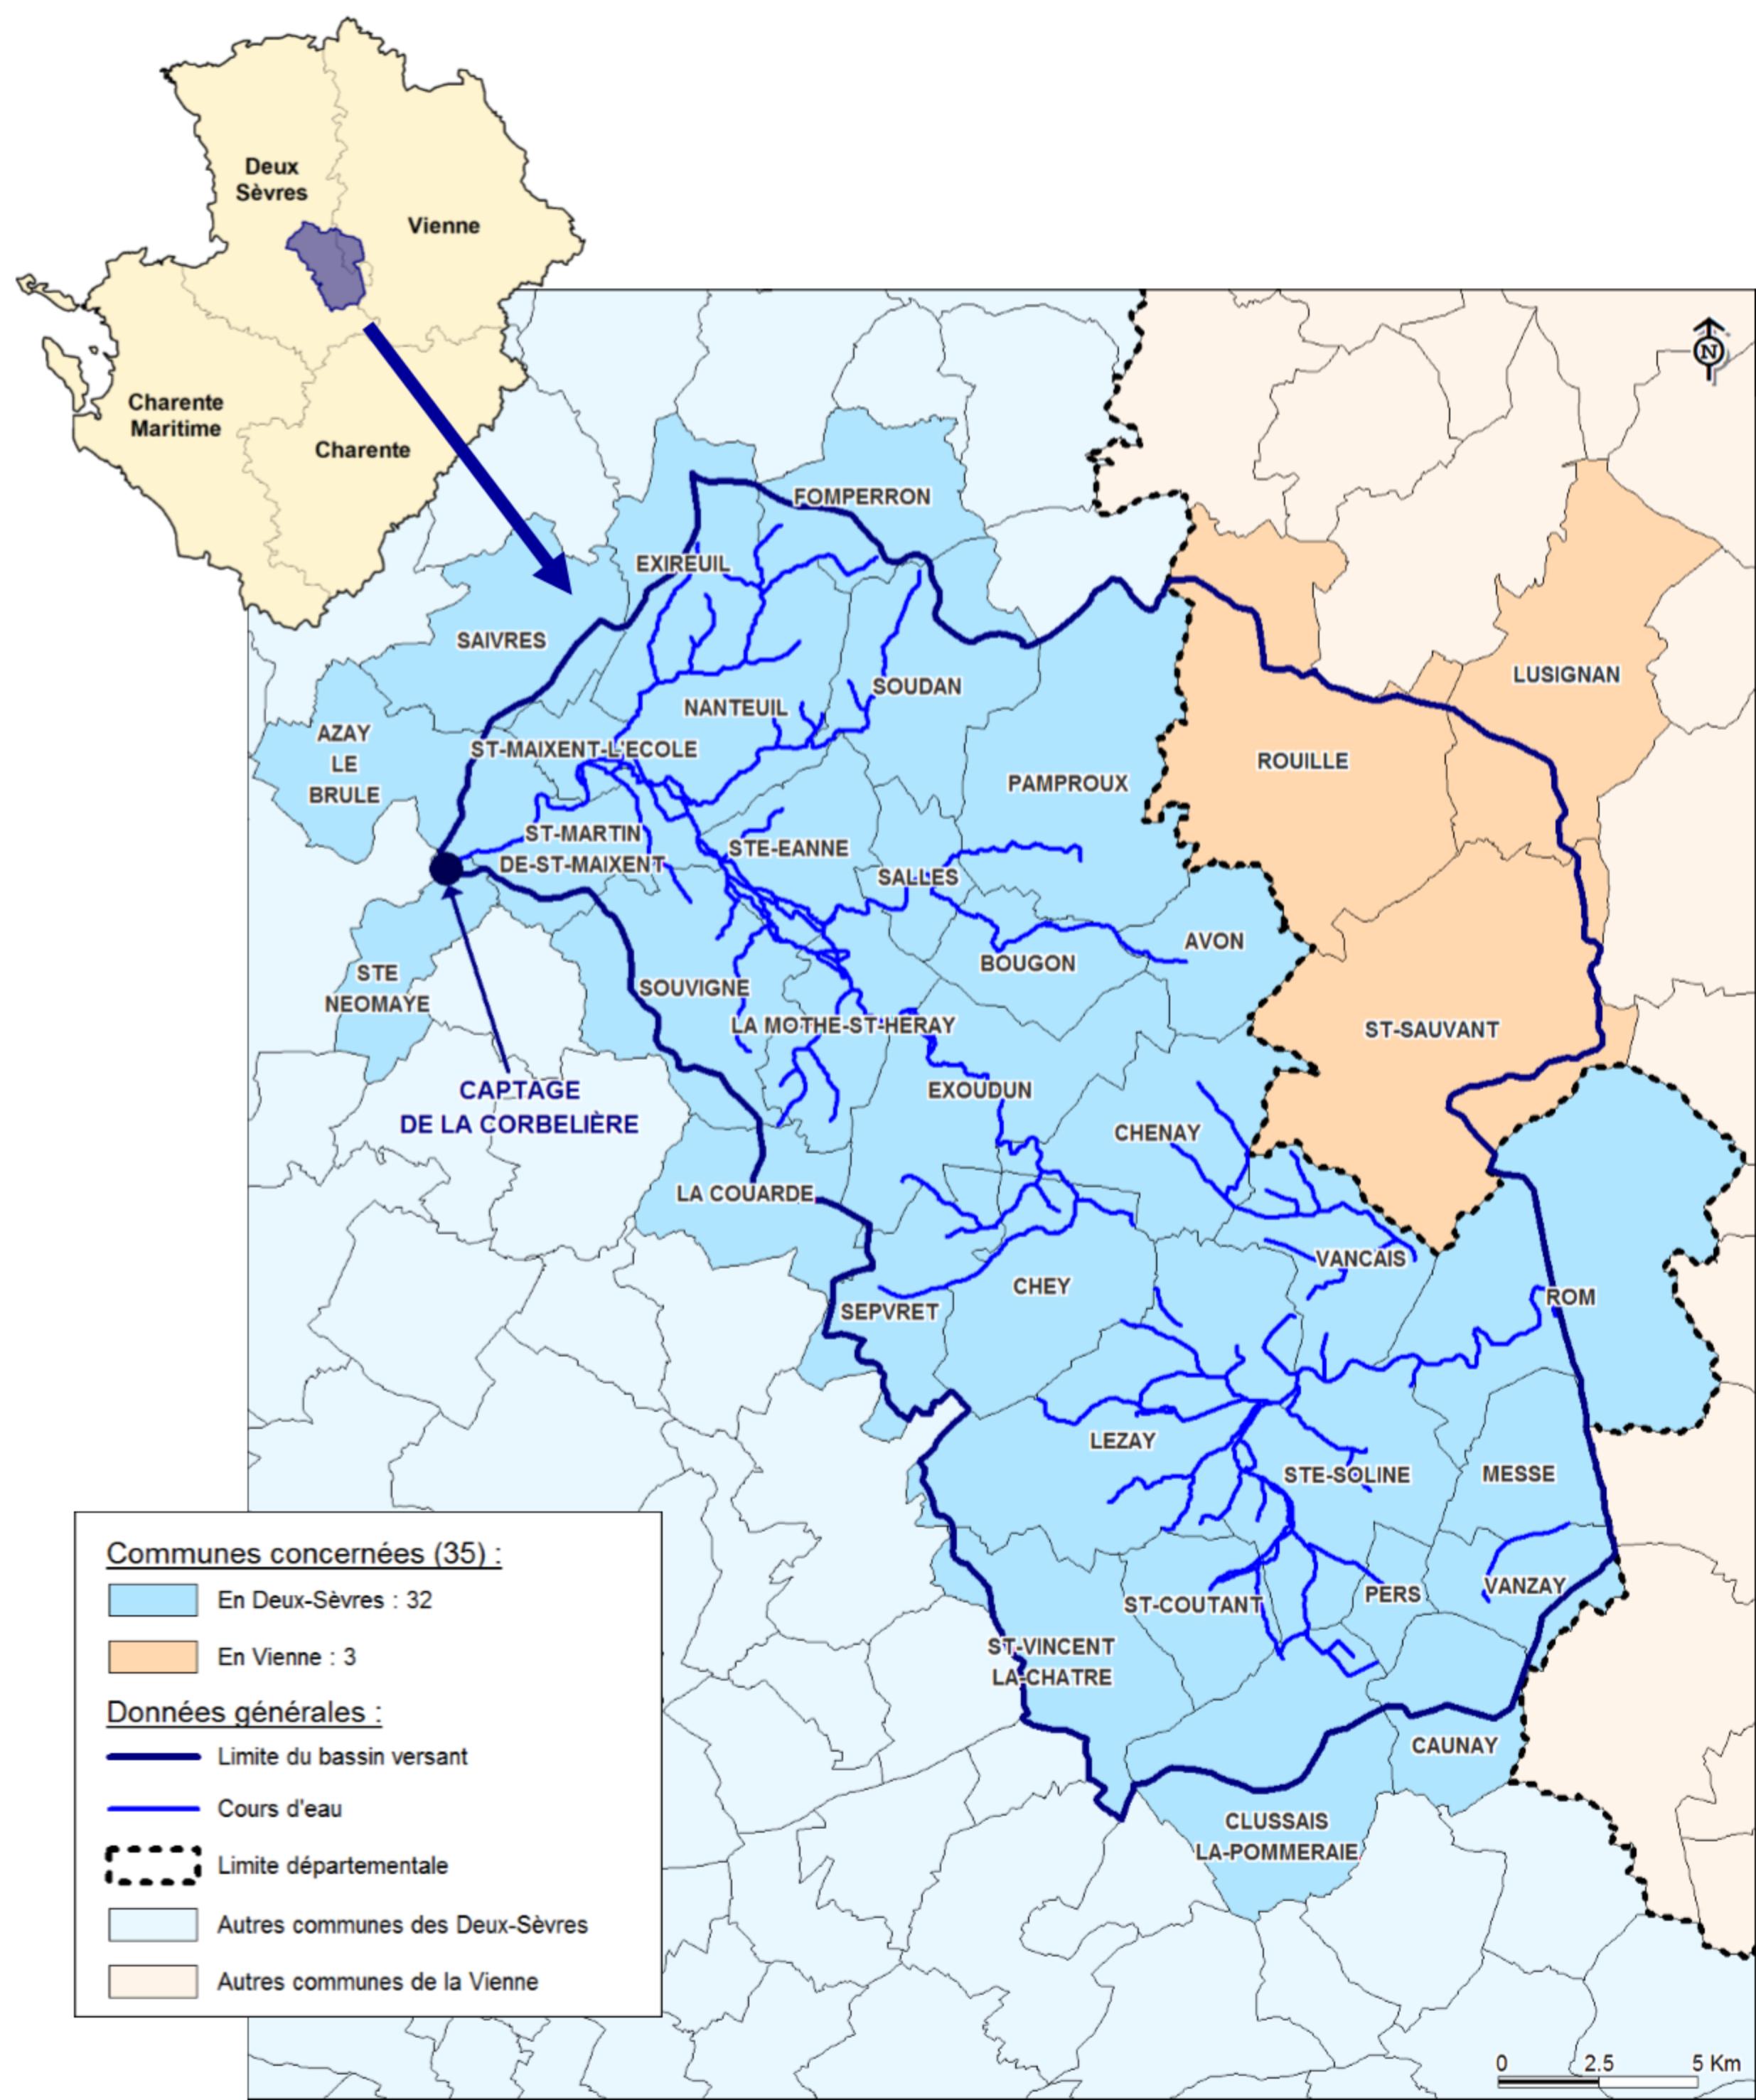 Deux
Sèvres
Vienne
Charente
Maritime
Charente
N
FOMPERRON
EXIREUIL
SAIVRES
LUSIGNAN
SOUDAN
NANTEUIL
AZAY
LE
BRULE
ST-MAIXENT-L'ECOLE
ROUILLE
PAMPROUX
ST-MARTIN
DE-ST-MAIXENT
STE-EANNE
SALLES
AVON
BOUGON
STE
NEOMAYE
SOUVIGNE
LA MOTHE-ST-HERAY
ST-SAUVANT
CAPTAGE
DE LA CORBELIÈRE
EXOUDUN
CHENAY
LA COUARDE
VANCAIS
CHEY
ROM
SEPVRET
LEZAY
STE-SOLINE
MESSE
VANZAY
PERS
ST-COUTANT
ST-VINCENT
LA-CHATRE
CAUNAY
CLUSSAIS
LA-POMMERAIE
Communes concernées (35) :
En Deux-Sèvres : 32
En Vienne : 3
Données générales :
Limite du bassin versant
Cours d'eau
Limite départementale
Autres communes des Deux-Sèvres
Autres communes de la Vienne
0 2.5 5 Km